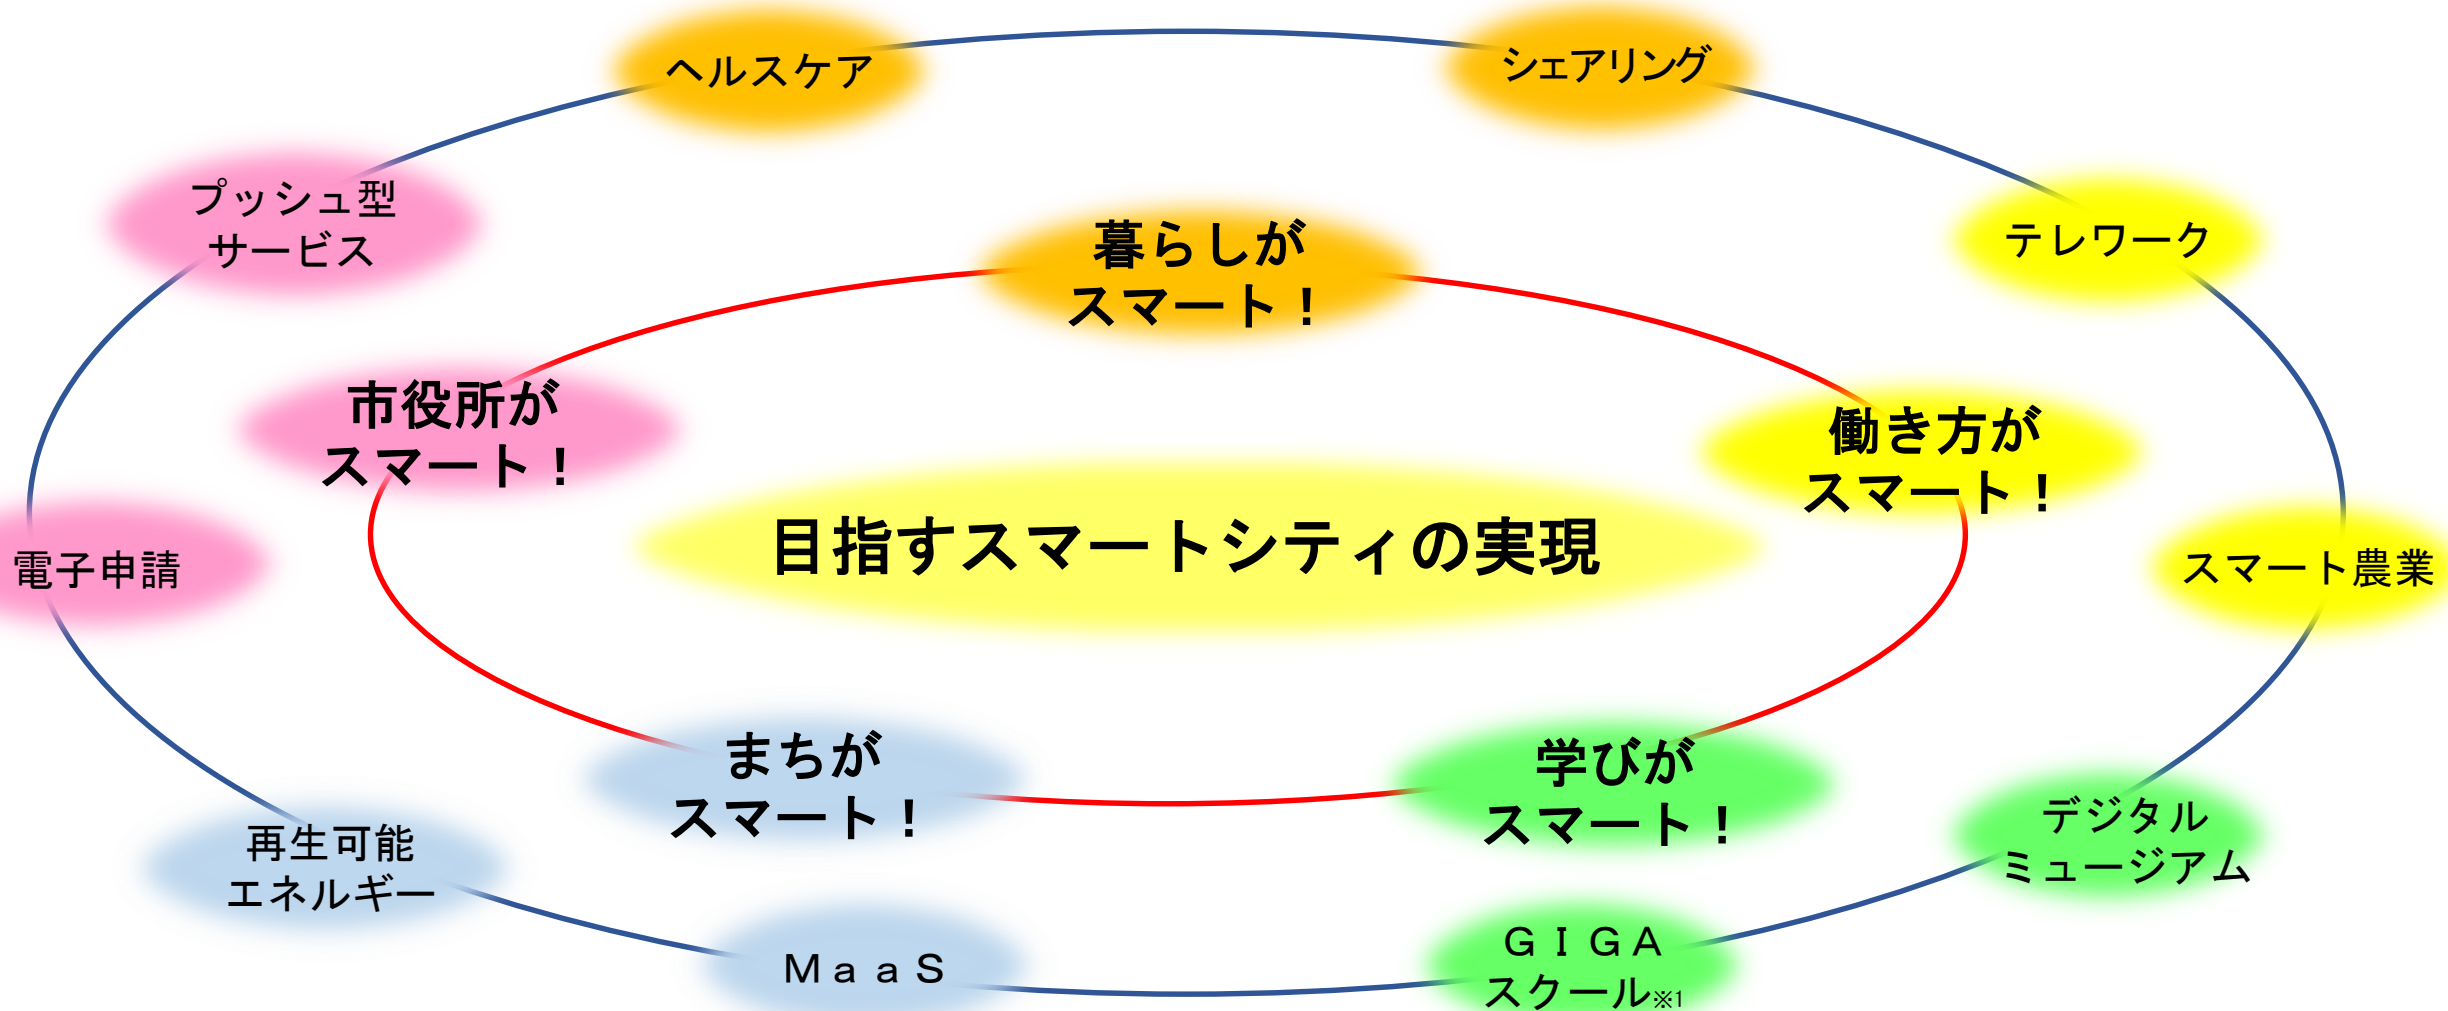 ヘルスケア
シェアリング
プッシュ型
サービス
テレワーク
暮らしが
スマート！
市役所が
スマート！
働き方が
スマート！
目指すスマートシティの実現
電子申請
スマート農業
まちが
スマート！
学びが
スマート！
再生可能
エネルギー
デジタル
ミュージアム
ＭａａＳ
ＧＩＧＡ
スクール※1